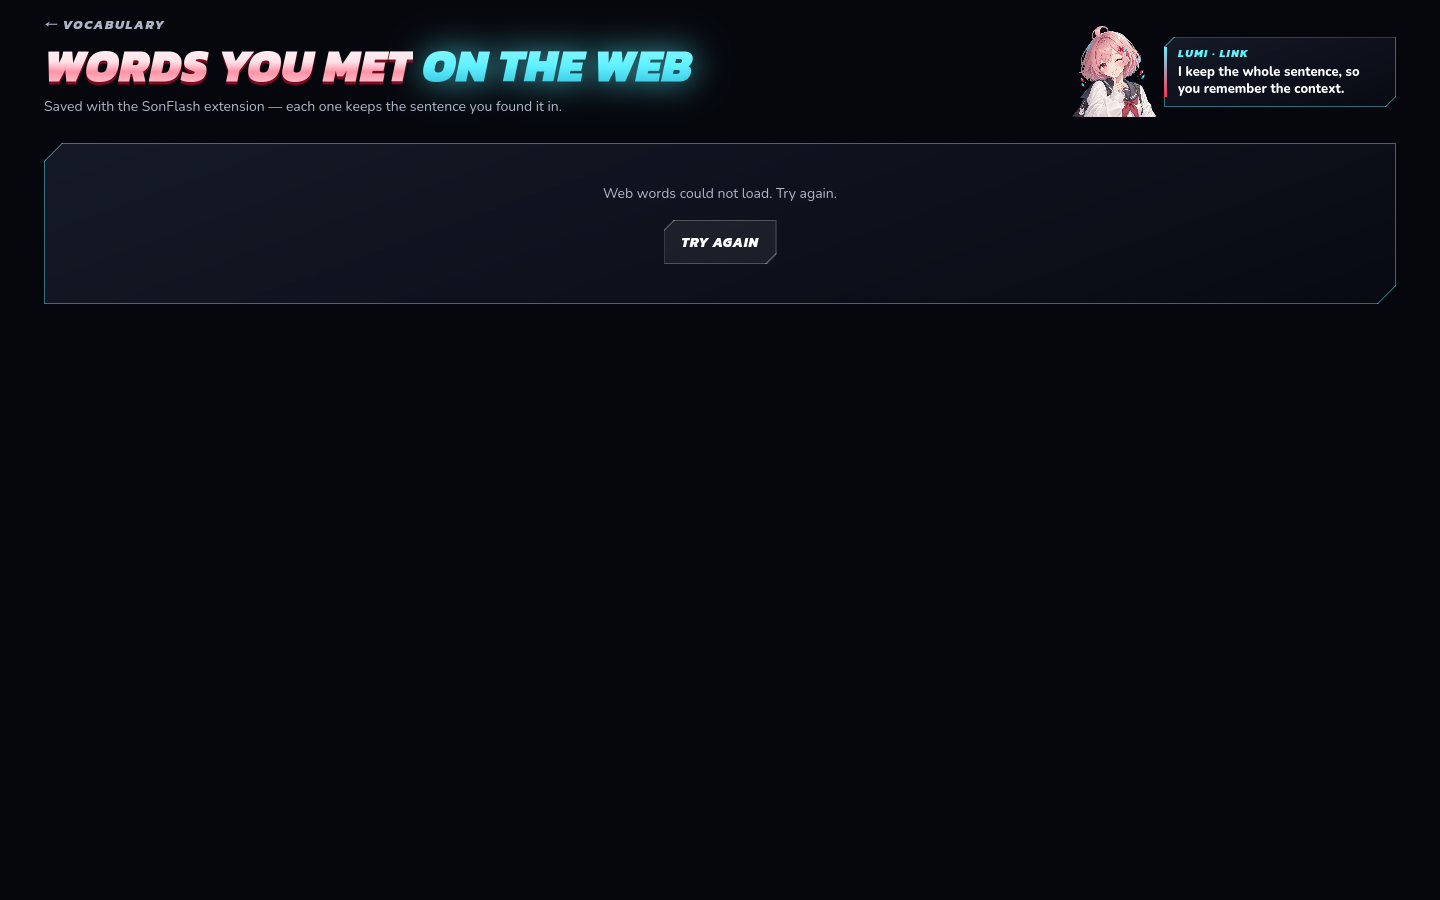 ← VOCABULARY
WORDS YOU MET ON THE WEB
Saved with the SonFlash extension — each one keeps the sentence you found it in.
LUMI · LINK
I keep the whole sentence, so
you remember the context.
Web words could not load. Try again.
TRY AGAIN